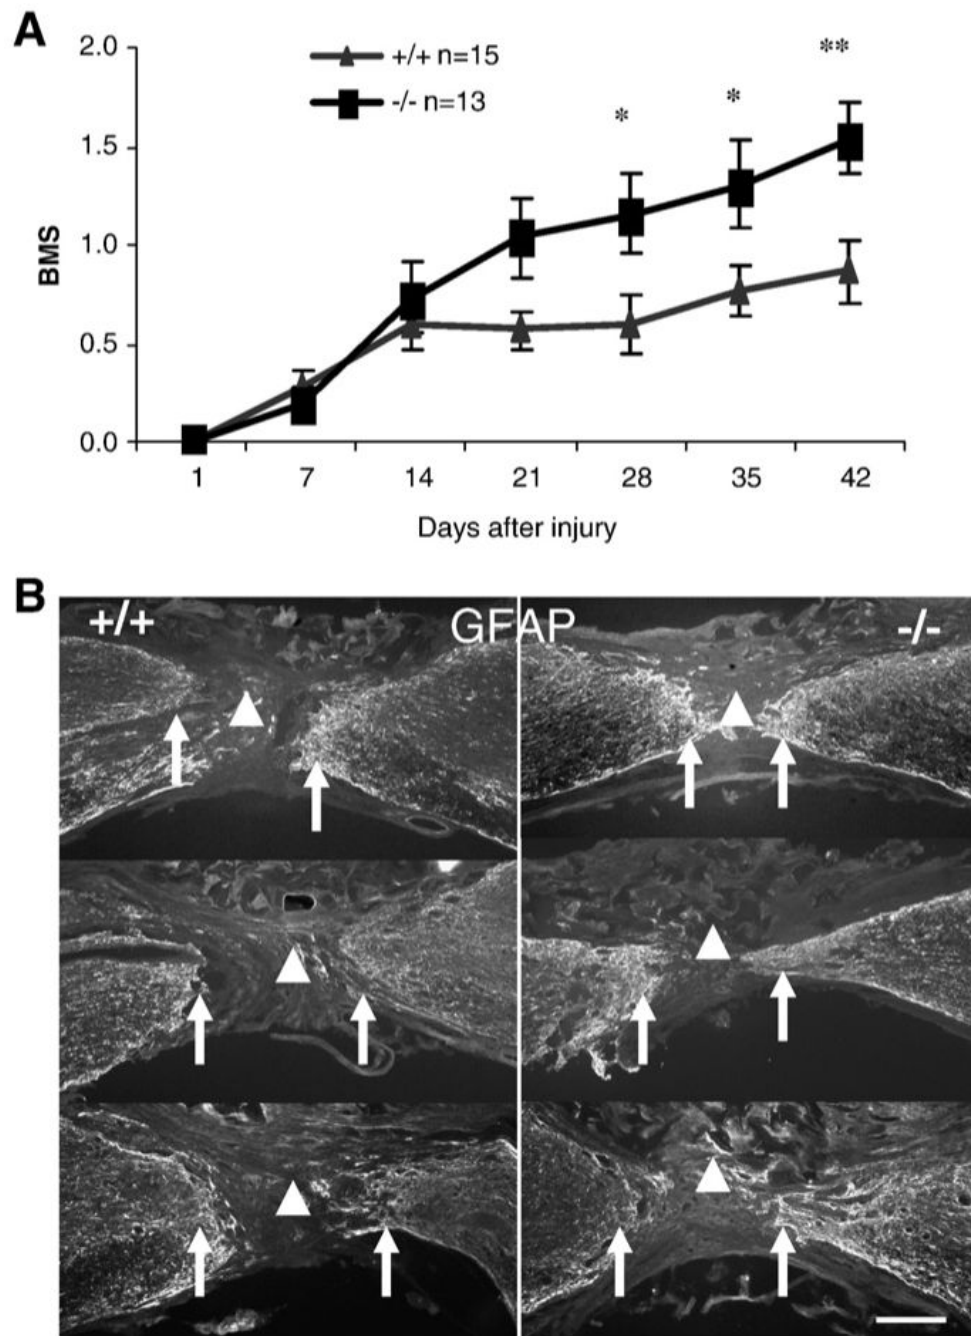 A
2.0
1.5
1.0
0.5
0.0
BMS
+/+ n=15
-/- n=13
*
*
**
1 7 14 21 28 35 42
Days after injury
B
+/+ GFAP -/-